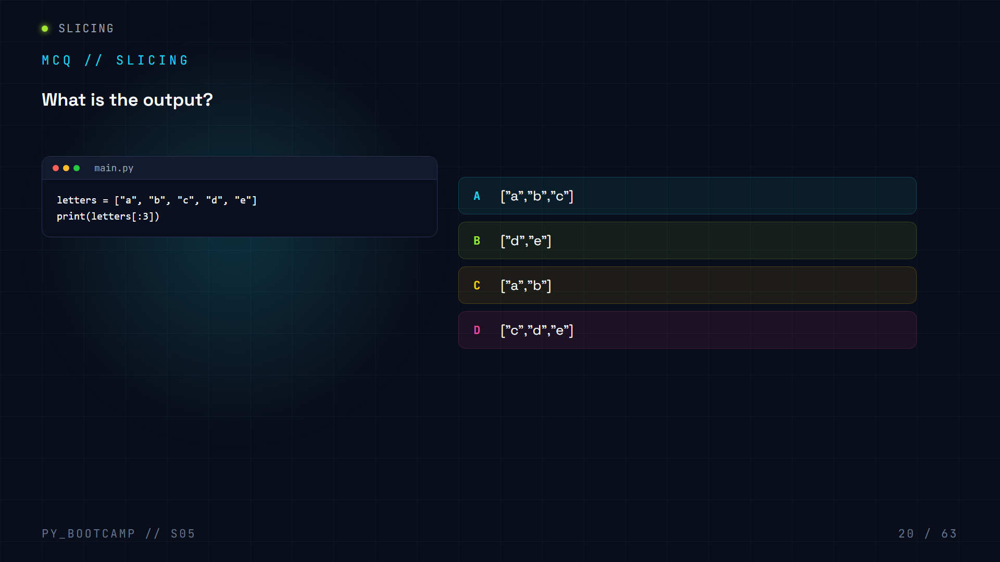 SLICING
MCQ // SLICING
What is the output?
main.py
letters = ["a", "b", "c", "d", "e"]
print(letters[:3])
A ["a","b","c"]
B ["d","e"]
C ["a","b"]
D ["c","d","e"]
PY_BOOTCAMP // S05
20 / 63